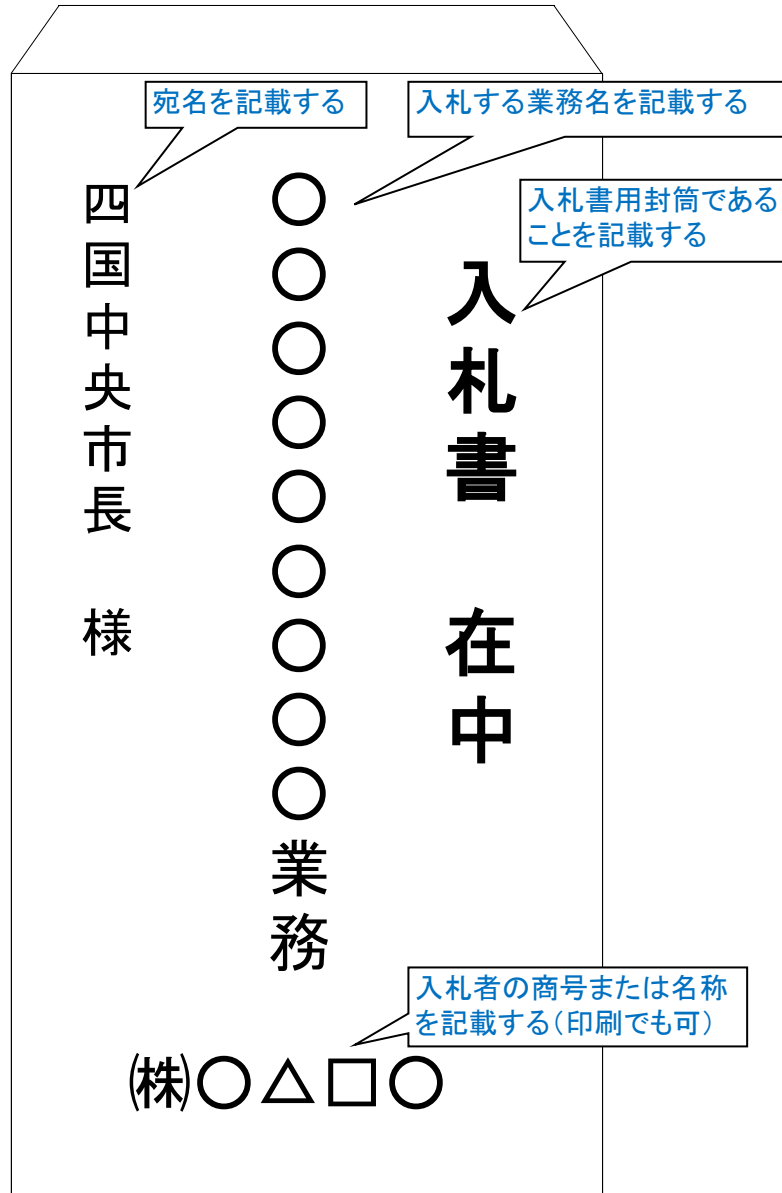 宛名を記載する
入札する業務名を記載する
入札書用封筒である
ことを記載する
入札書　在中
○○○○○○○○○業務
四国中央市長　様
入札者の商号または名称
を記載する（印刷でも可）
㈱○△□○